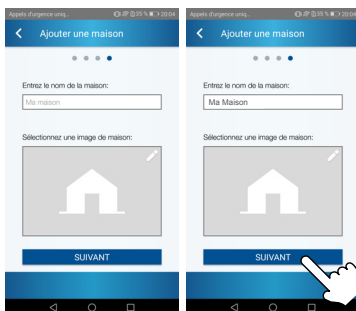 Appels d'urgence uniq... 35 % 20:04
Ajouter une maison
Entrez le nom de la maison:
Ma maison
Sélectionnez une image de maison:
SUIVANT
Appels d'urgence uniq... 35 % 20:04
Ajouter une maison
Entrez le nom de la maison:
Ma Maison
Sélectionnez une image de maison:
SUIVANT